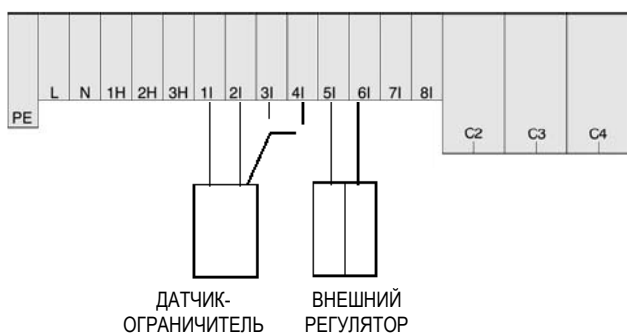 L N 1H 2H 3H 1I 2I 3I 4I 5I 6I 7I 8I
PE
C2 C3 C4
ДАТЧИК- ВНЕШНИЙ
ОГРАНИЧИТЕЛЬ РЕГУЛЯТОР